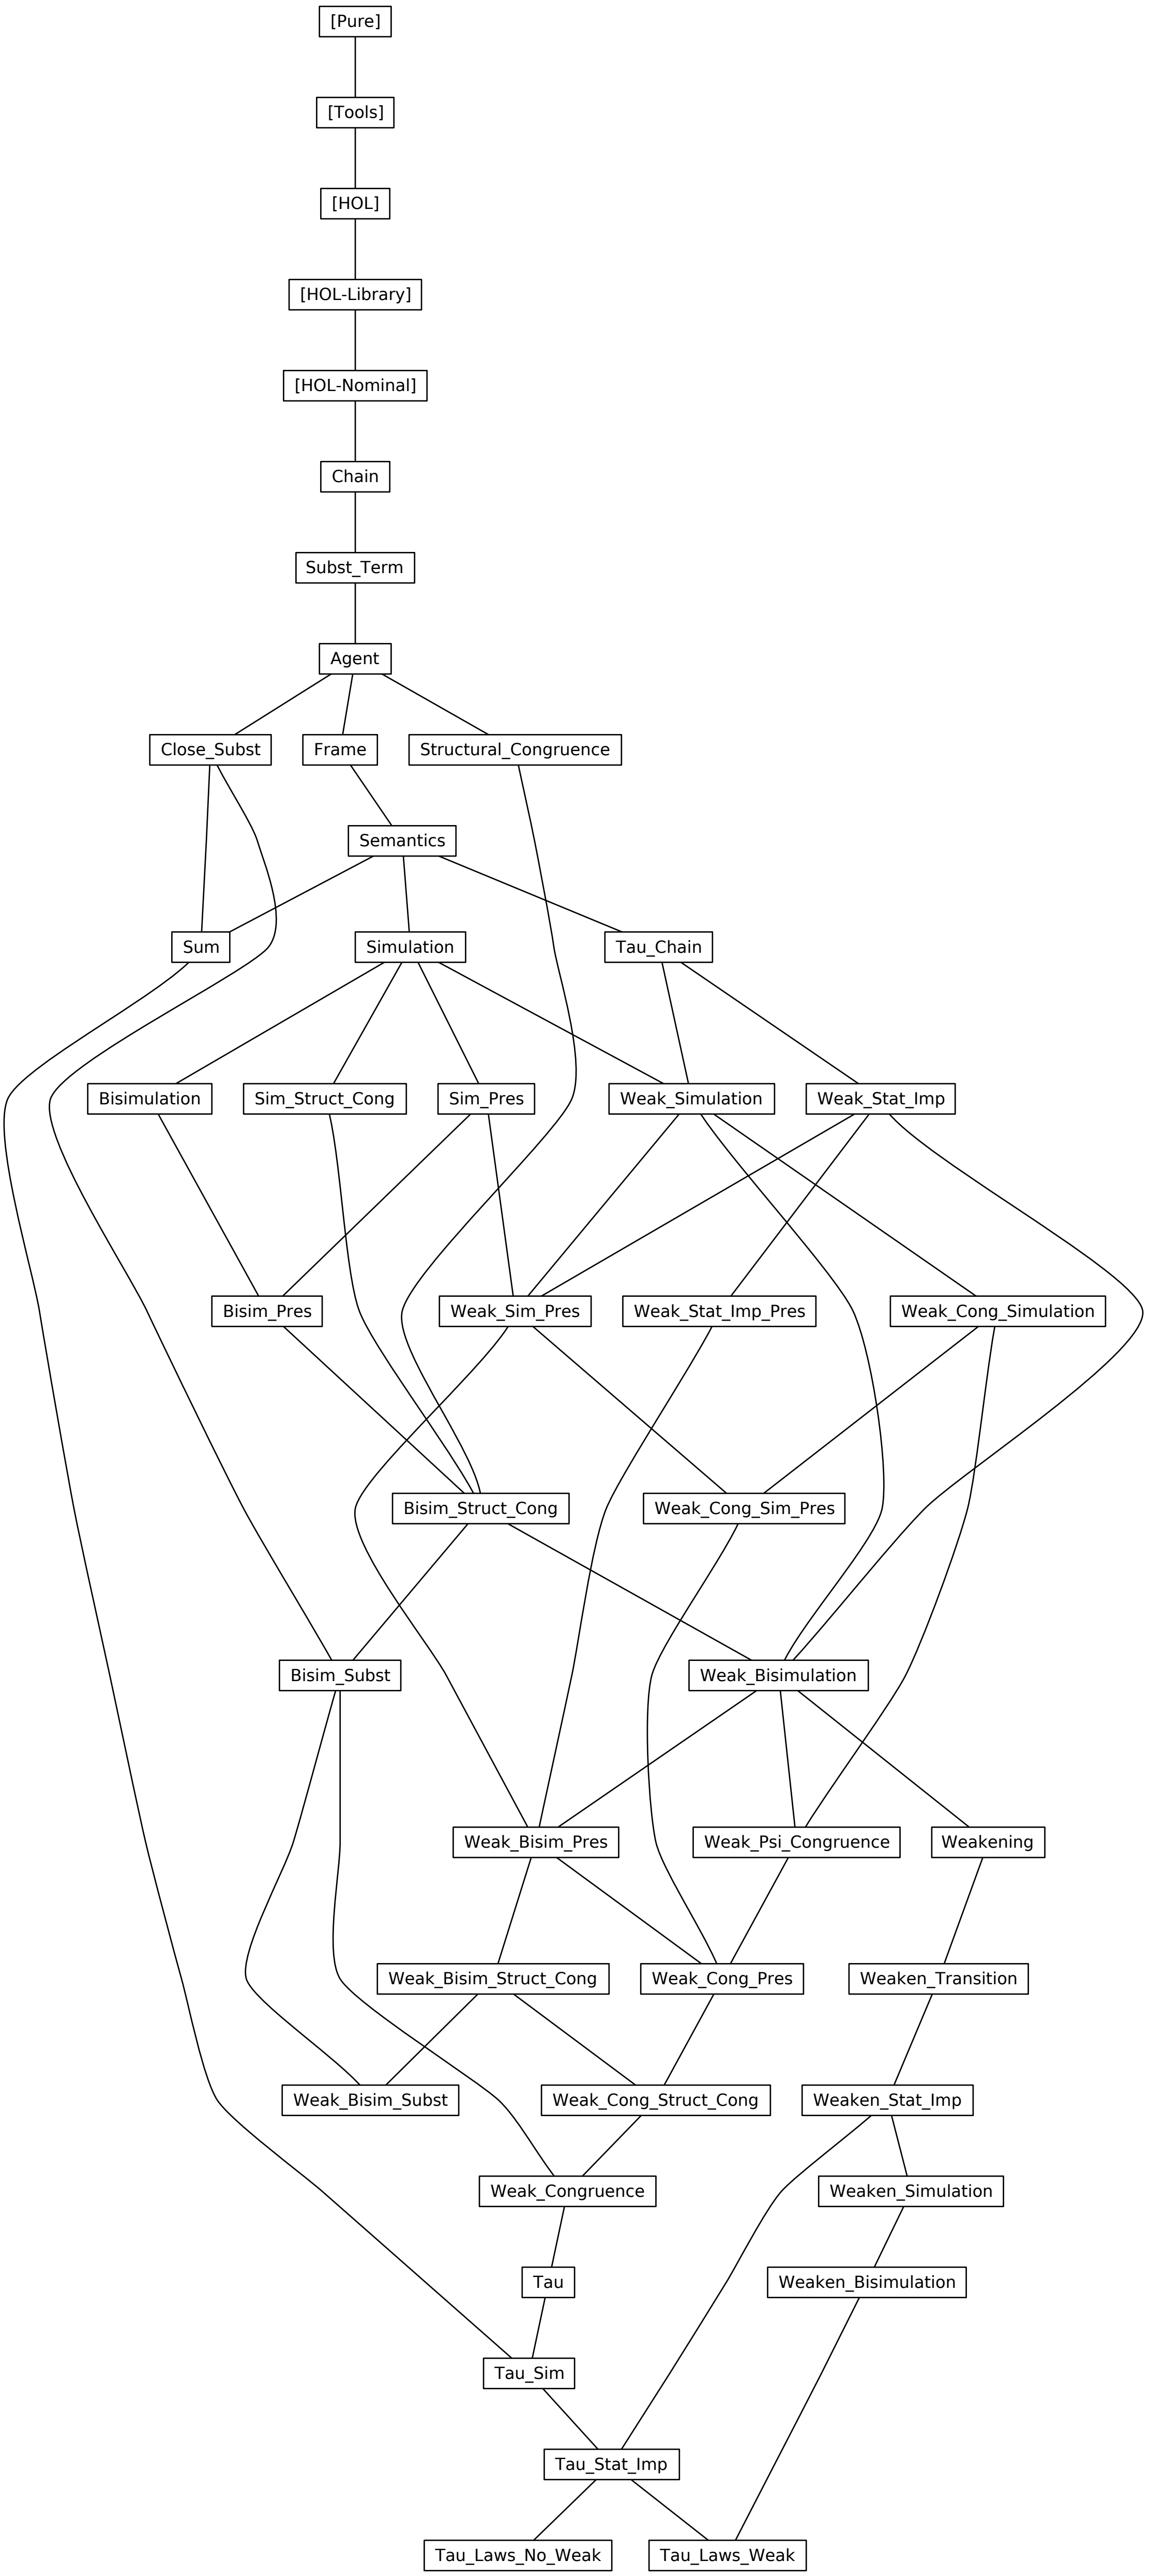 [Pure]
[Tools]
[HOL]
[HOL-Library]
[HOL-Nominal]
Chain
Subst_Term
Agent
Close_Subst
Frame
Structural_Congruence
Semantics
Sum
Simulation
Tau_Chain
Bisimulation
Sim_Struct_Cong
Sim_Pres
Weak_Simulation
Weak_Stat_Imp
Bisim_Pres
Weak_Sim_Pres
Weak_Stat_Imp_Pres
Weak_Cong_Simulation
Bisim_Struct_Cong
Weak_Cong_Sim_Pres
Bisim_Subst
Weak_Bisimulation
Weak_Bisim_Pres
Weak_Psi_Congruence
Weakening
Weak_Bisim_Struct_Cong
Weak_Cong_Pres
Weaken_Transition
Weak_Bisim_Subst
Weak_Cong_Struct_Cong
Weaken_Stat_Imp
Weak_Congruence
Weaken_Simulation
Tau
Weaken_Bisimulation
Tau_Sim
Tau_Stat_Imp
Tau_Laws_No_Weak
Tau_Laws_Weak